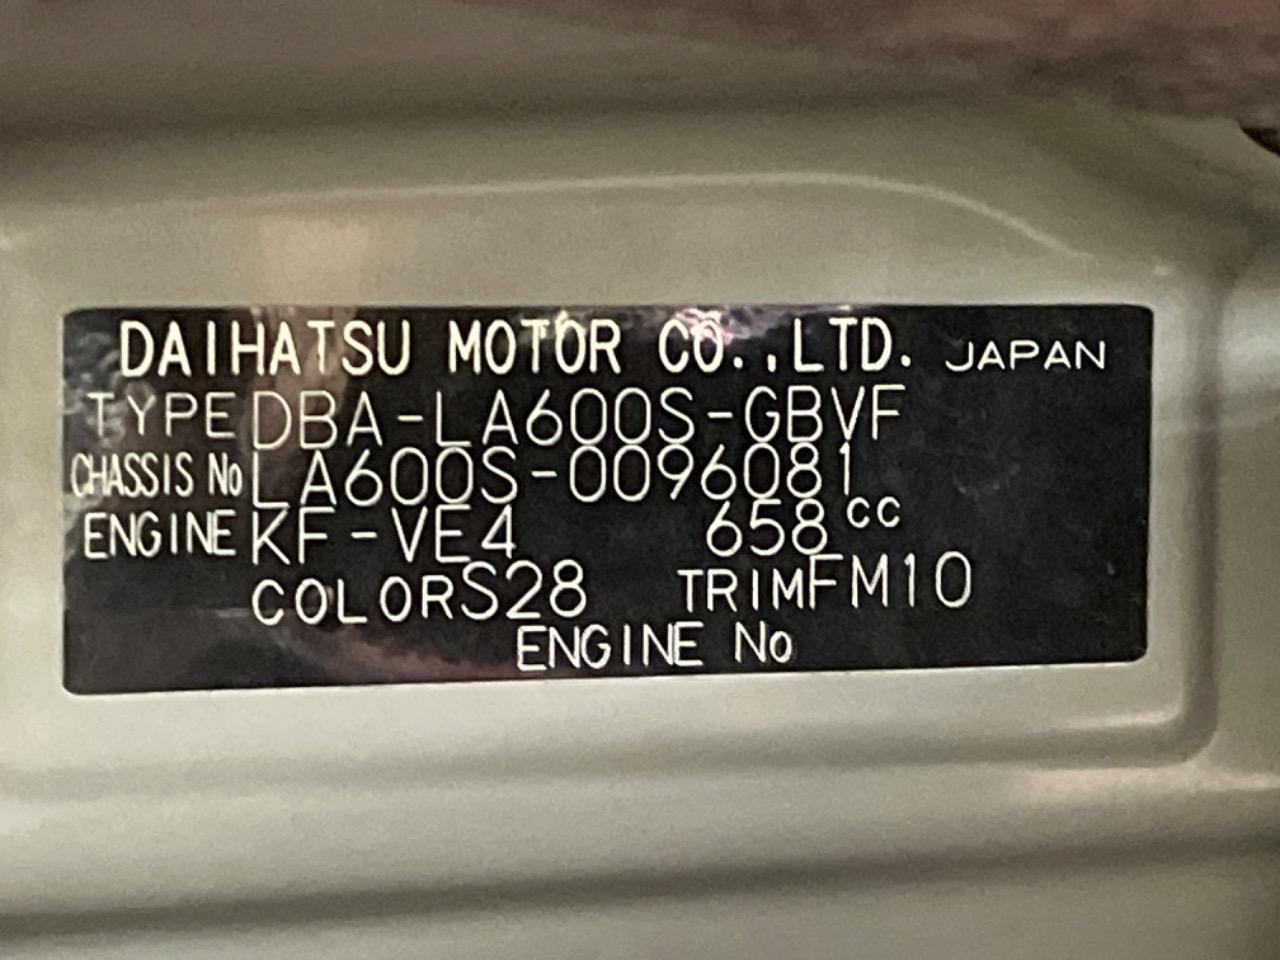 DAIHATSU MOTOR CO.,LTD. JAPAN
TYPE DBA-LA600S-GBVF
CHASSIS No LA600S-0096081
ENGINE KF-VE4 658cc
COLOR S28 TRIM FM10
ENGINE No